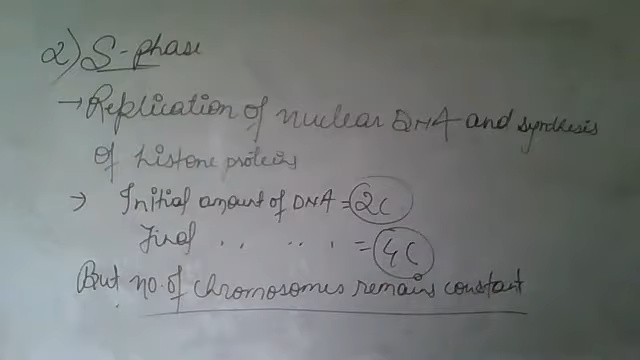 2) S-phase
→ Replication of nuclear DNA and synthesis
of histone proteins
→ Initial amount of DNA = 2C
Final .. .. . = 4C
But no. of chromosomes remains constant